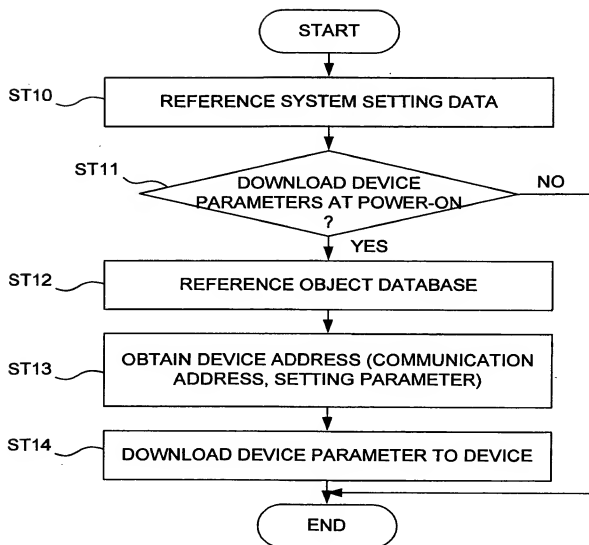 START
ST10
REFERENCE SYSTEM SETTING DATA
ST11
DOWNLOAD DEVICE
PARAMETERS AT POWER-ON
?
NO
YES
ST12
REFERENCE OBJECT DATABASE
ST13
OBTAIN DEVICE ADDRESS (COMMUNICATION
ADDRESS, SETTING PARAMETER)
ST14
DOWNLOAD DEVICE PARAMETER TO DEVICE
END